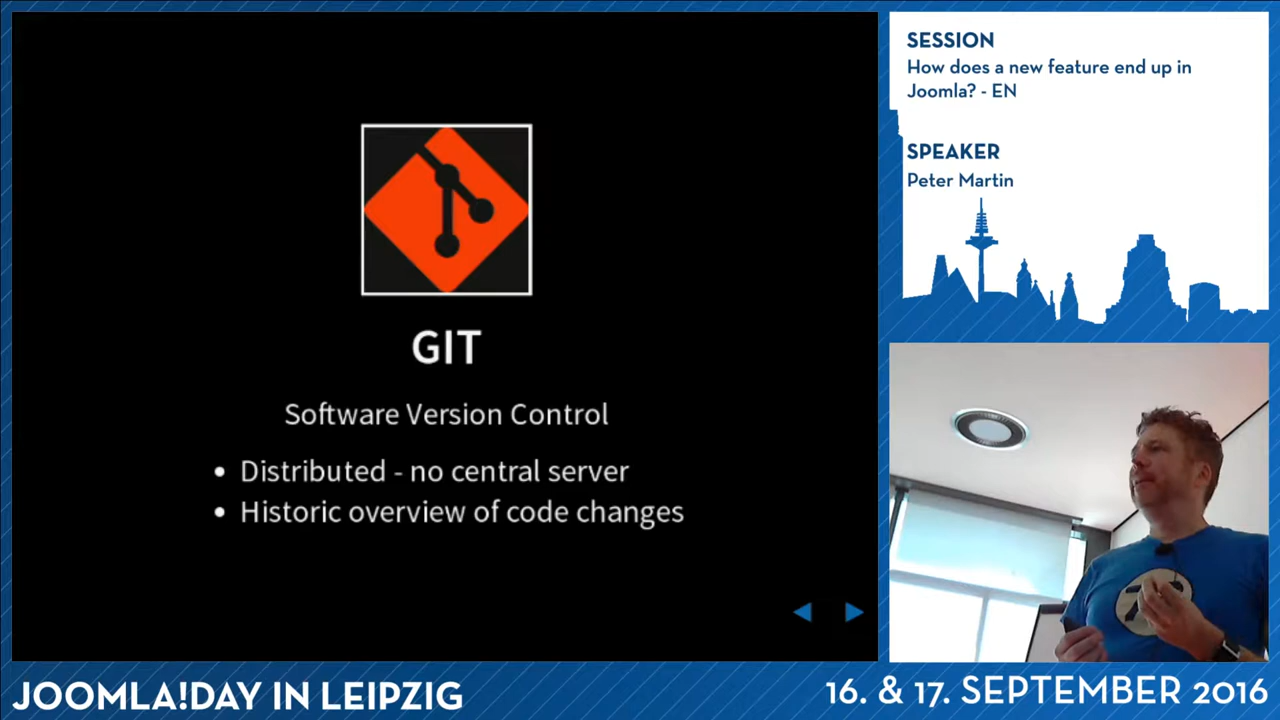 GIT
Software Version Control
• Distributed - no central server
• Historic overview of code changes
SESSION
How does a new feature end up in
Joomla? - EN
SPEAKER
Peter Martin
JOOMLA!DAY IN LEIPZIG
16. & 17. SEPTEMBER 2016